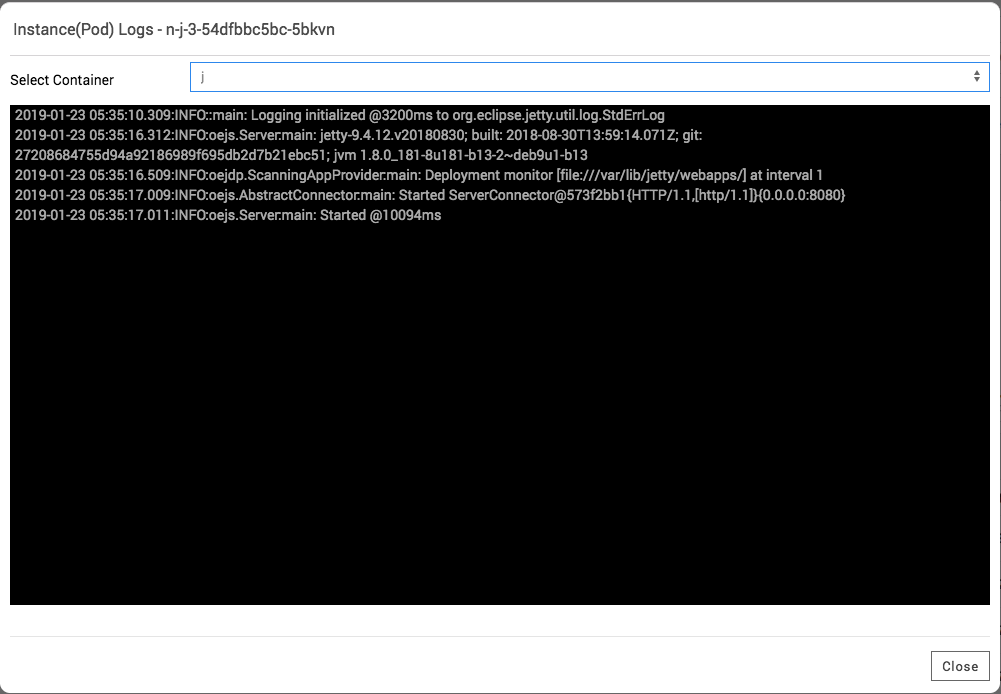 Instance(Pod) Logs - n-j-3-54dfbbc5bc-5bkvn
Select Container
j
2019-01-23 05:35:10.309:INFO::main: Logging initialized @3200ms to org.eclipse.jetty.util.log.StdErrLog
2019-01-23 05:35:16.312:INFO:oejs.Server:main: jetty-9.4.12.v20180830; built: 2018-08-30T13:59:14.071Z; git:
27208684755d94a92186989f695db2d7b21ebc51; jvm 1.8.0_181-8u181-b13-2~deb9u1-b13
2019-01-23 05:35:16.509:INFO:oejdp.ScanningAppProvider:main: Deployment monitor [file:///var/lib/jetty/webapps/] at interval 1
2019-01-23 05:35:17.009:INFO:oejs.AbstractConnector:main: Started ServerConnector@573f2bb1{HTTP/1.1,[http/1.1]}{0.0.0.0:8080}
2019-01-23 05:35:17.011:INFO:oejs.Server:main: Started @10094ms
Close